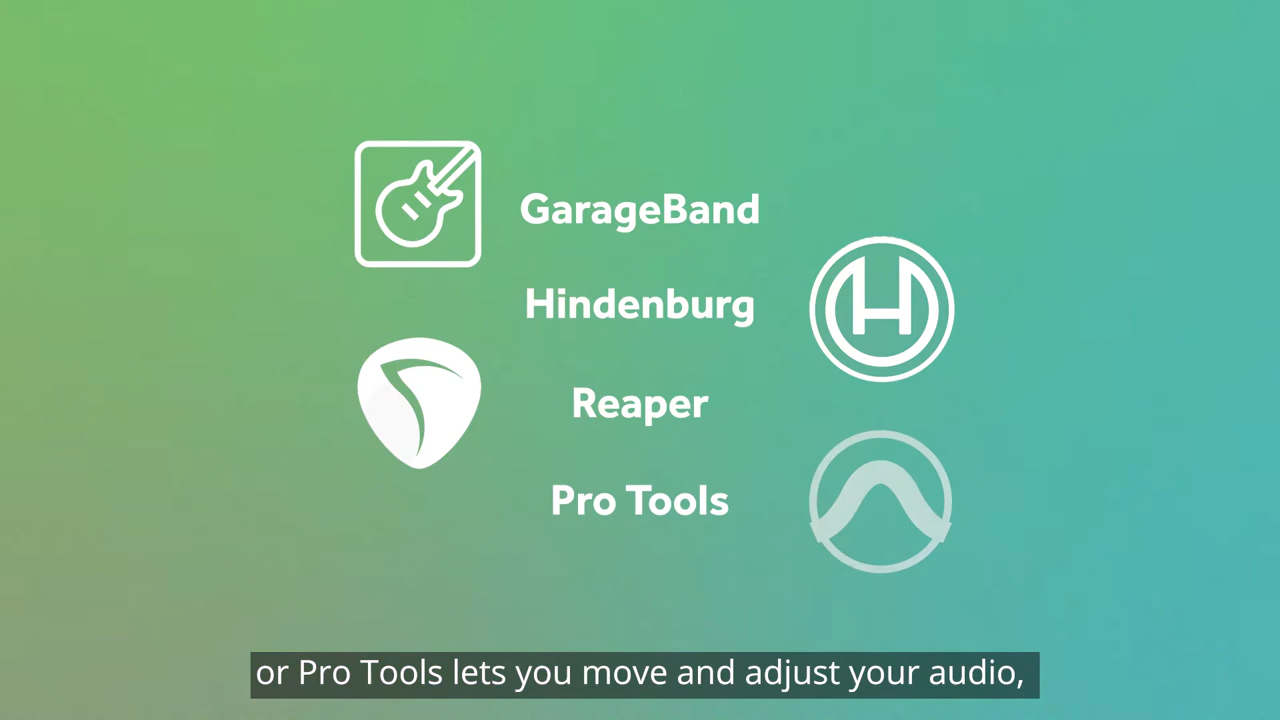 GarageBand
Hindenburg
Reaper
Pro Tools
or Pro Tools lets you move and adjust your audio,